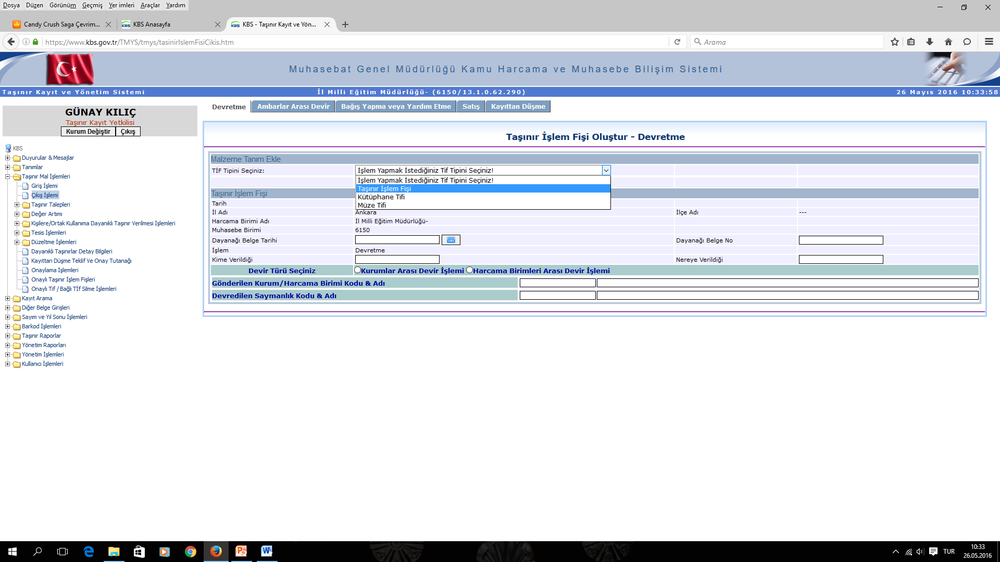 Dosya Düzen Görünüm Geçmiş Yer imleri Araçlar Yardım
Candy Crush Saga Çevrim... KBS Anasayfa KBS - Taşınır Kayıt ve Yön...
https://www.kbs.gov.tr/TMYS/tmys/tasinirIslemFisiCikis.htm Arama
Muhasebat Genel Müdürlüğü Kamu Harcama ve Muhasebe Bilişim Sistemi
Taşınır Kayıt ve Yönetim Sistemi İl Milli Eğitim Müdürlüğü- (6150/13.1.0.62.290) 26 Mayıs 2016 10:33:58
GÜNAY KILIÇ
Taşınır Kayıt Yetkilisi
Kurum Değiştir Çıkış
KBS
Duyurular & Mesajlar
Tanımlar
Taşınır Mal İşlemleri
Giriş İşlemi
Çıkış İşlemi
Taşınır Talepleri
Değer Artımı
Kişilere/Ortak Kullanıma Dayanıklı Taşınır Verilmesi İşlemleri
Tesis İşlemleri
Düzeltme İşlemleri
Dayanıklı Taşınırlar Detay Bilgileri
Kayıttan Düşme Teklif Ve Onay Tutanağı
Onaylama İşlemleri
Onaylı Taşınır İşlem Fişleri
Onaylı Tif / Bağlı Tİf Silme İşlemleri
Kayıt Arama
Diğer Belge Girişleri
Sayım ve Yıl Sonu İşlemleri
Barkod İşlemleri
Taşınır Raporlar
Yönetim Raporları
Yönetim İşlemleri
Kullanıcı İşlemleri
Devretme Ambarlar Arası Devir Bağış Yapma veya Yardım Etme Satış Kayıttan Düşme
Taşınır İşlem Fişi Oluştur - Devretme
Malzeme Tanım Ekle
TİF Tipini Seçiniz: İşlem Yapmak İstediğiniz Tif Tipini Seçiniz!
İşlem Yapmak İstediğiniz Tif Tipini Seçiniz!
Taşınır İşlem Fişi
Kütüphane Tifi
Müze Tifi
Taşınır İşlem Fişi
Tarih
İl Adı Ankara İlçe Adı ---
Harcama Birimi Adı İl Milli Eğitim Müdürlüğü-
Muhasebe Birimi 6150
Dayanağı Belge Tarihi Dayanağı Belge No
İşlem Devretme
Kime Verildiği Nereye Verildiği
Devir Türü Seçiniz Kurumlar Arası Devir İşlemi Harcama Birimleri Arası Devir İşlemi
Gönderilen Kurum/Harcama Birimi Kodu & Adı
Devredilen Saymanlık Kodu & Adı
TUR 10:33
26.05.2016